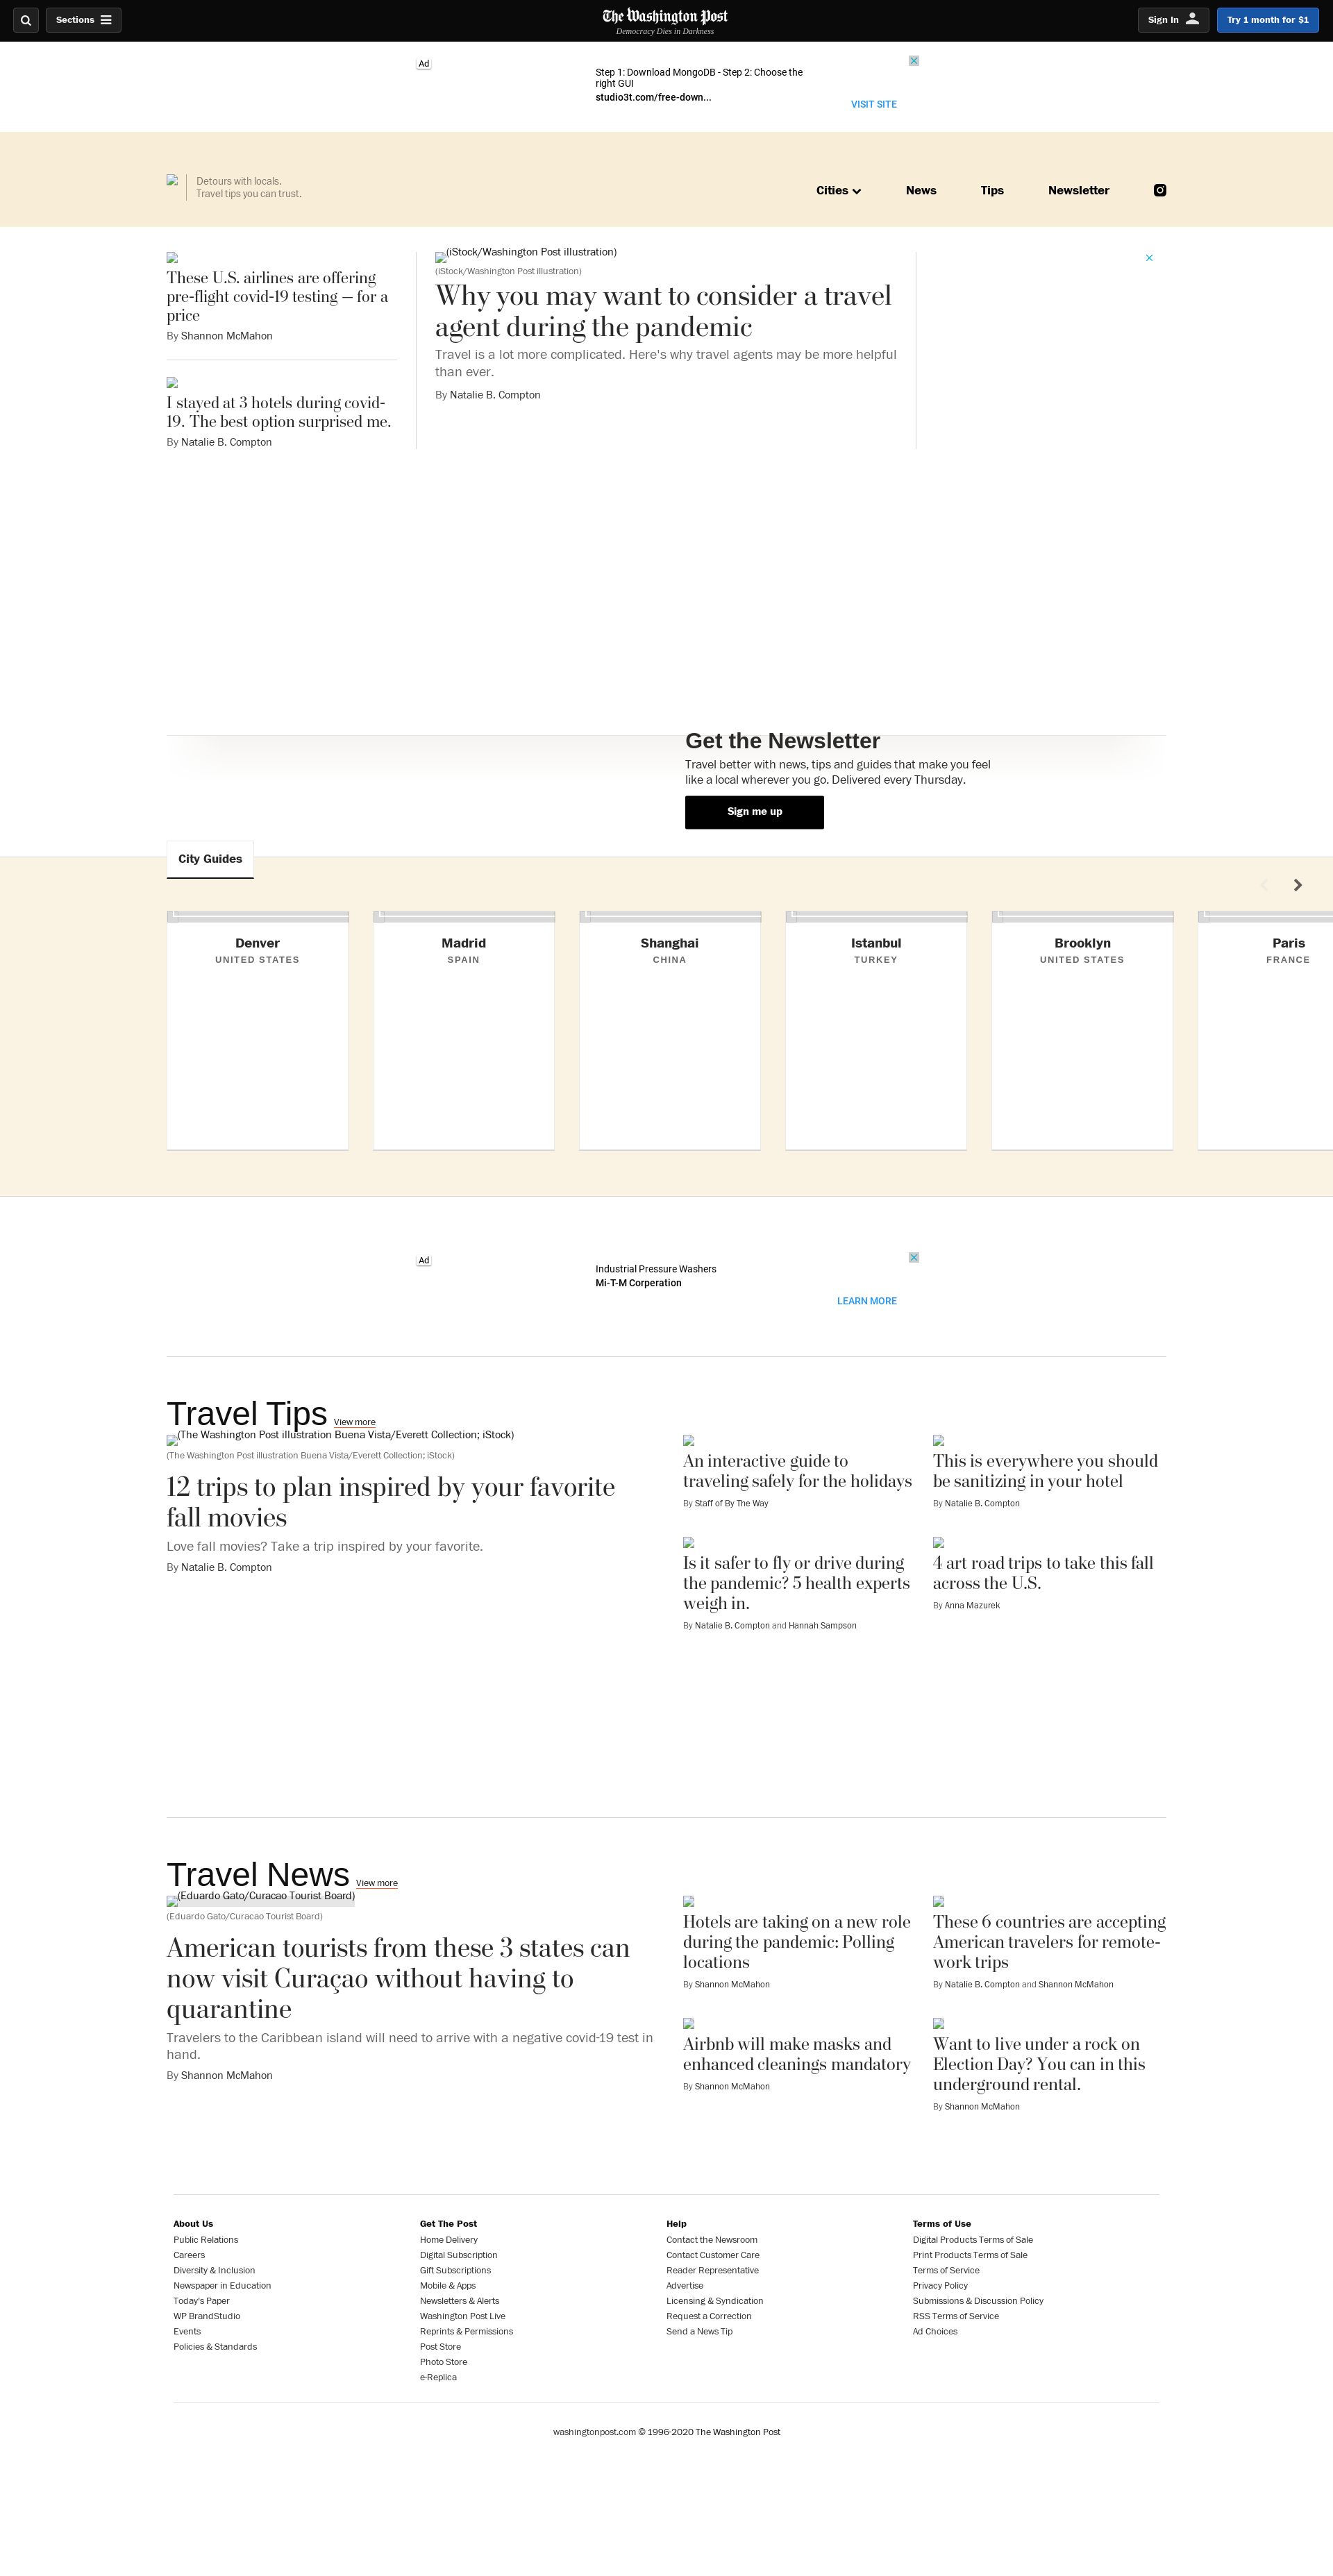 Sections
The Washington Post
Democracy Dies in Darkness
Sign In
Try 1 month for $1
Ad
Step 1: Download MongoDB - Step 2: Choose the
right GUI
studio3t.com/free-down...
VISIT SITE
Detours with locals.
Travel tips you can trust.
Cities
News
Tips
Newsletter
These U.S. airlines are offering
pre-flight covid-19 testing — for a
price
By Shannon McMahon
I stayed at 3 hotels during covid-
19. The best option surprised me.
By Natalie B. Compton
(iStock/Washington Post illustration)
(iStock/Washington Post illustration)
Why you may want to consider a travel
agent during the pandemic
Travel is a lot more complicated. Here's why travel agents may be more helpful
than ever.
By Natalie B. Compton
Get the Newsletter
Travel better with news, tips and guides that make you feel
like a local wherever you go. Delivered every Thursday.
Sign me up
City Guides
Denver
UNITED STATES
Madrid
SPAIN
Shanghai
CHINA
Istanbul
TURKEY
Brooklyn
UNITED STATES
Paris
FRANCE
Ad
Industrial Pressure Washers
Mi-T-M Corperation
LEARN MORE
Travel Tips View more
(The Washington Post illustration Buena Vista/Everett Collection; iStock)
(The Washington Post illustration Buena Vista/Everett Collection; iStock)
12 trips to plan inspired by your favorite
fall movies
Love fall movies? Take a trip inspired by your favorite.
By Natalie B. Compton
An interactive guide to
traveling safely for the holidays
By Staff of By The Way
This is everywhere you should
be sanitizing in your hotel
By Natalie B. Compton
Is it safer to fly or drive during
the pandemic? 5 health experts
weigh in.
By Natalie B. Compton and Hannah Sampson
4 art road trips to take this fall
across the U.S.
By Anna Mazurek
Travel News View more
(Eduardo Gato/Curacao Tourist Board)
(Eduardo Gato/Curacao Tourist Board)
American tourists from these 3 states can
now visit Curaçao without having to
quarantine
Travelers to the Caribbean island will need to arrive with a negative covid-19 test in
hand.
By Shannon McMahon
Hotels are taking on a new role
during the pandemic: Polling
locations
By Shannon McMahon
These 6 countries are accepting
American travelers for remote-
work trips
By Natalie B. Compton and Shannon McMahon
Airbnb will make masks and
enhanced cleanings mandatory
By Shannon McMahon
Want to live under a rock on
Election Day? You can in this
underground rental.
By Shannon McMahon
About Us
Public Relations
Careers
Diversity & Inclusion
Newspaper in Education
Today's Paper
WP BrandStudio
Events
Policies & Standards
Get The Post
Home Delivery
Digital Subscription
Gift Subscriptions
Mobile & Apps
Newsletters & Alerts
Washington Post Live
Reprints & Permissions
Post Store
Photo Store
e-Replica
Help
Contact the Newsroom
Contact Customer Care
Reader Representative
Advertise
Licensing & Syndication
Request a Correction
Send a News Tip
Terms of Use
Digital Products Terms of Sale
Print Products Terms of Sale
Terms of Service
Privacy Policy
Submissions & Discussion Policy
RSS Terms of Service
Ad Choices
washingtonpost.com © 1996-2020 The Washington Post